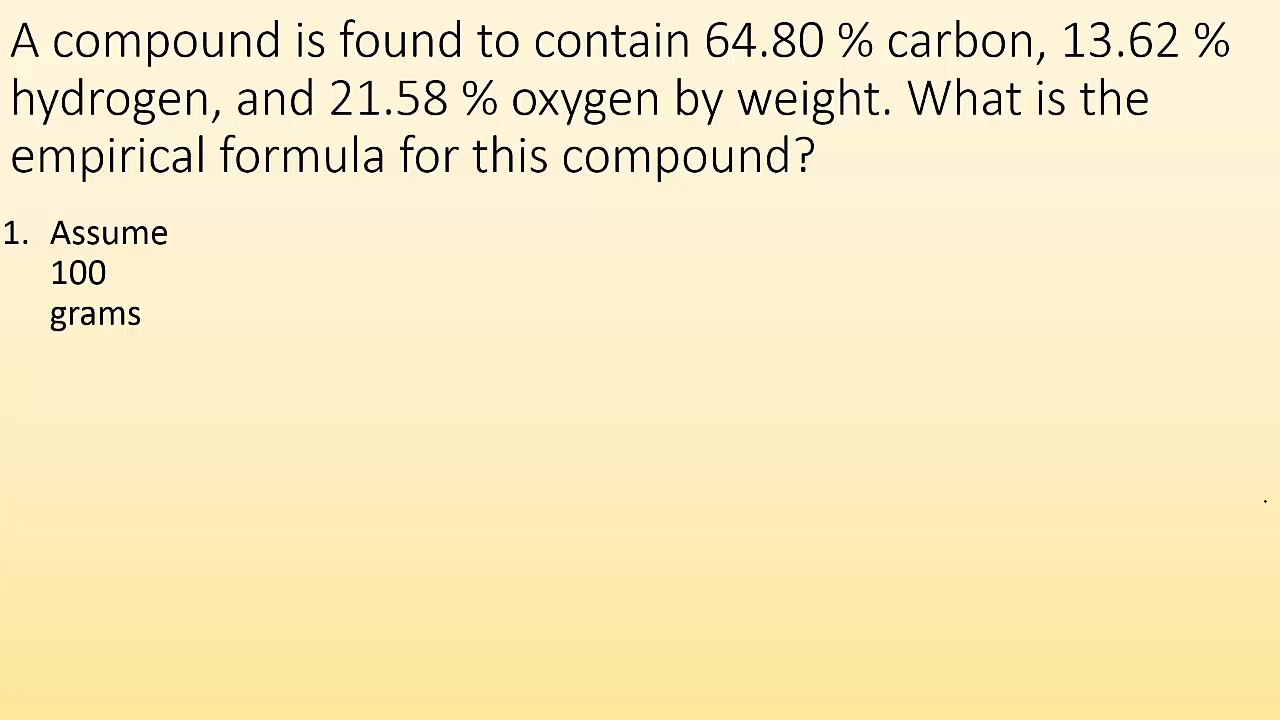 A compound is found to contain 64.80 % carbon, 13.62 %
hydrogen, and 21.58 % oxygen by weight. What is the
empirical formula for this compound?
1. Assume
100
grams